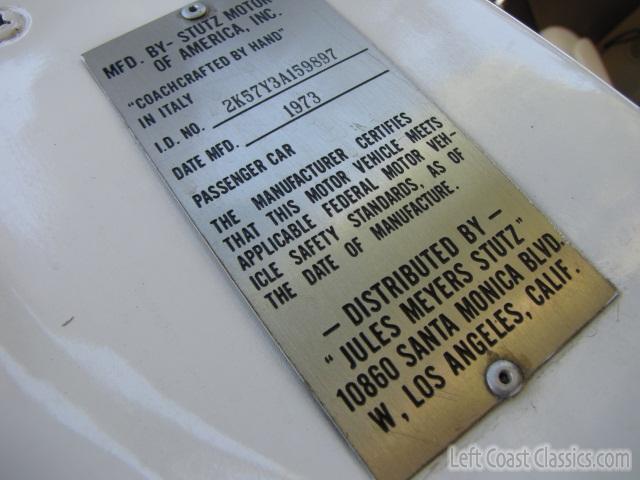 MFD. BY- STUTZ MOTOR
OF AMERICA, INC.
"COACHCRAFTED BY HAND"
IN ITALY
I.D. NO. 2K57Y3A159897
DATE MFD. 1973
PASSENGER CAR
THE MANUFACTURER CERTIFIES
THAT THIS MOTOR VEHICLE MEETS
APPLICABLE FEDERAL MOTOR VEH-
ICLE SAFETY STANDARDS, AS OF
THE DATE OF MANUFACTURE.
- DISTRIBUTED BY -
"JULES MEYERS STUTZ"
10860 SANTA MONICA BLVD.
W, LOS ANGELES, CALIF.
Left Coast Classics.com